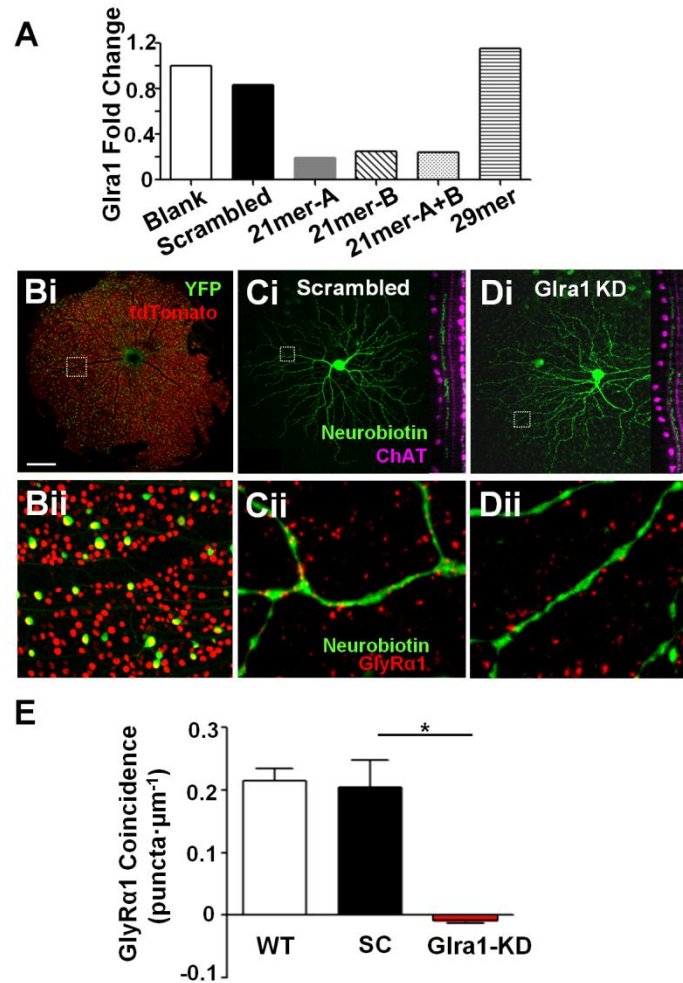 A
Glra1 Fold Change
1.2
0.8
0.4
0
Blank
Scrambled
21mer-A
21mer-B
21mer-A+B
29mer
Bi
YFP
tdTomato
Ci
Scrambled
Neurobiotin
ChAT
Di
Glra1 KD
Bii
Cii
Neurobiotin
GlyRα1
Dii
E
GlyRα1 Coincidence
(puncta·µm⁻¹)
0.3
0.2
0.1
0
-0.1
*
WT
SC
Glra1-KD